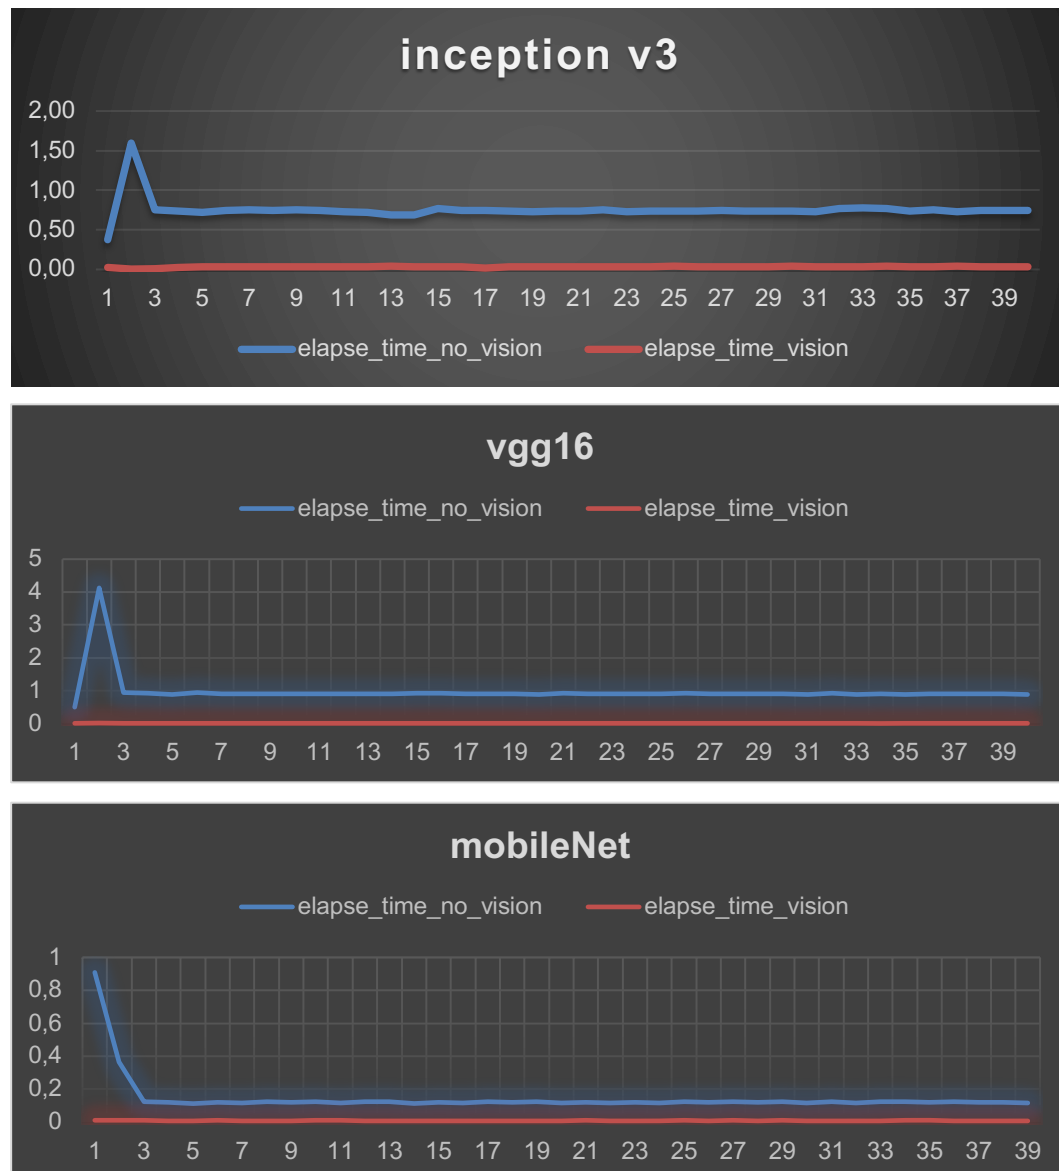 inception v3
2,00
1,50
1,00
0,50
0,00
1 3 5 7 9 11 13 15 17 19 21 23 25 27 29 31 33 35 37 39
elapse_time_no_vision elapse_time_vision
vgg16
elapse_time_no_vision elapse_time_vision
5
4
3
2
1
0
1 3 5 7 9 11 13 15 17 19 21 23 25 27 29 31 33 35 37 39
mobileNet
elapse_time_no_vision elapse_time_vision
1
0,8
0,6
0,4
0,2
0
1 3 5 7 9 11 13 15 17 19 21 23 25 27 29 31 33 35 37 39